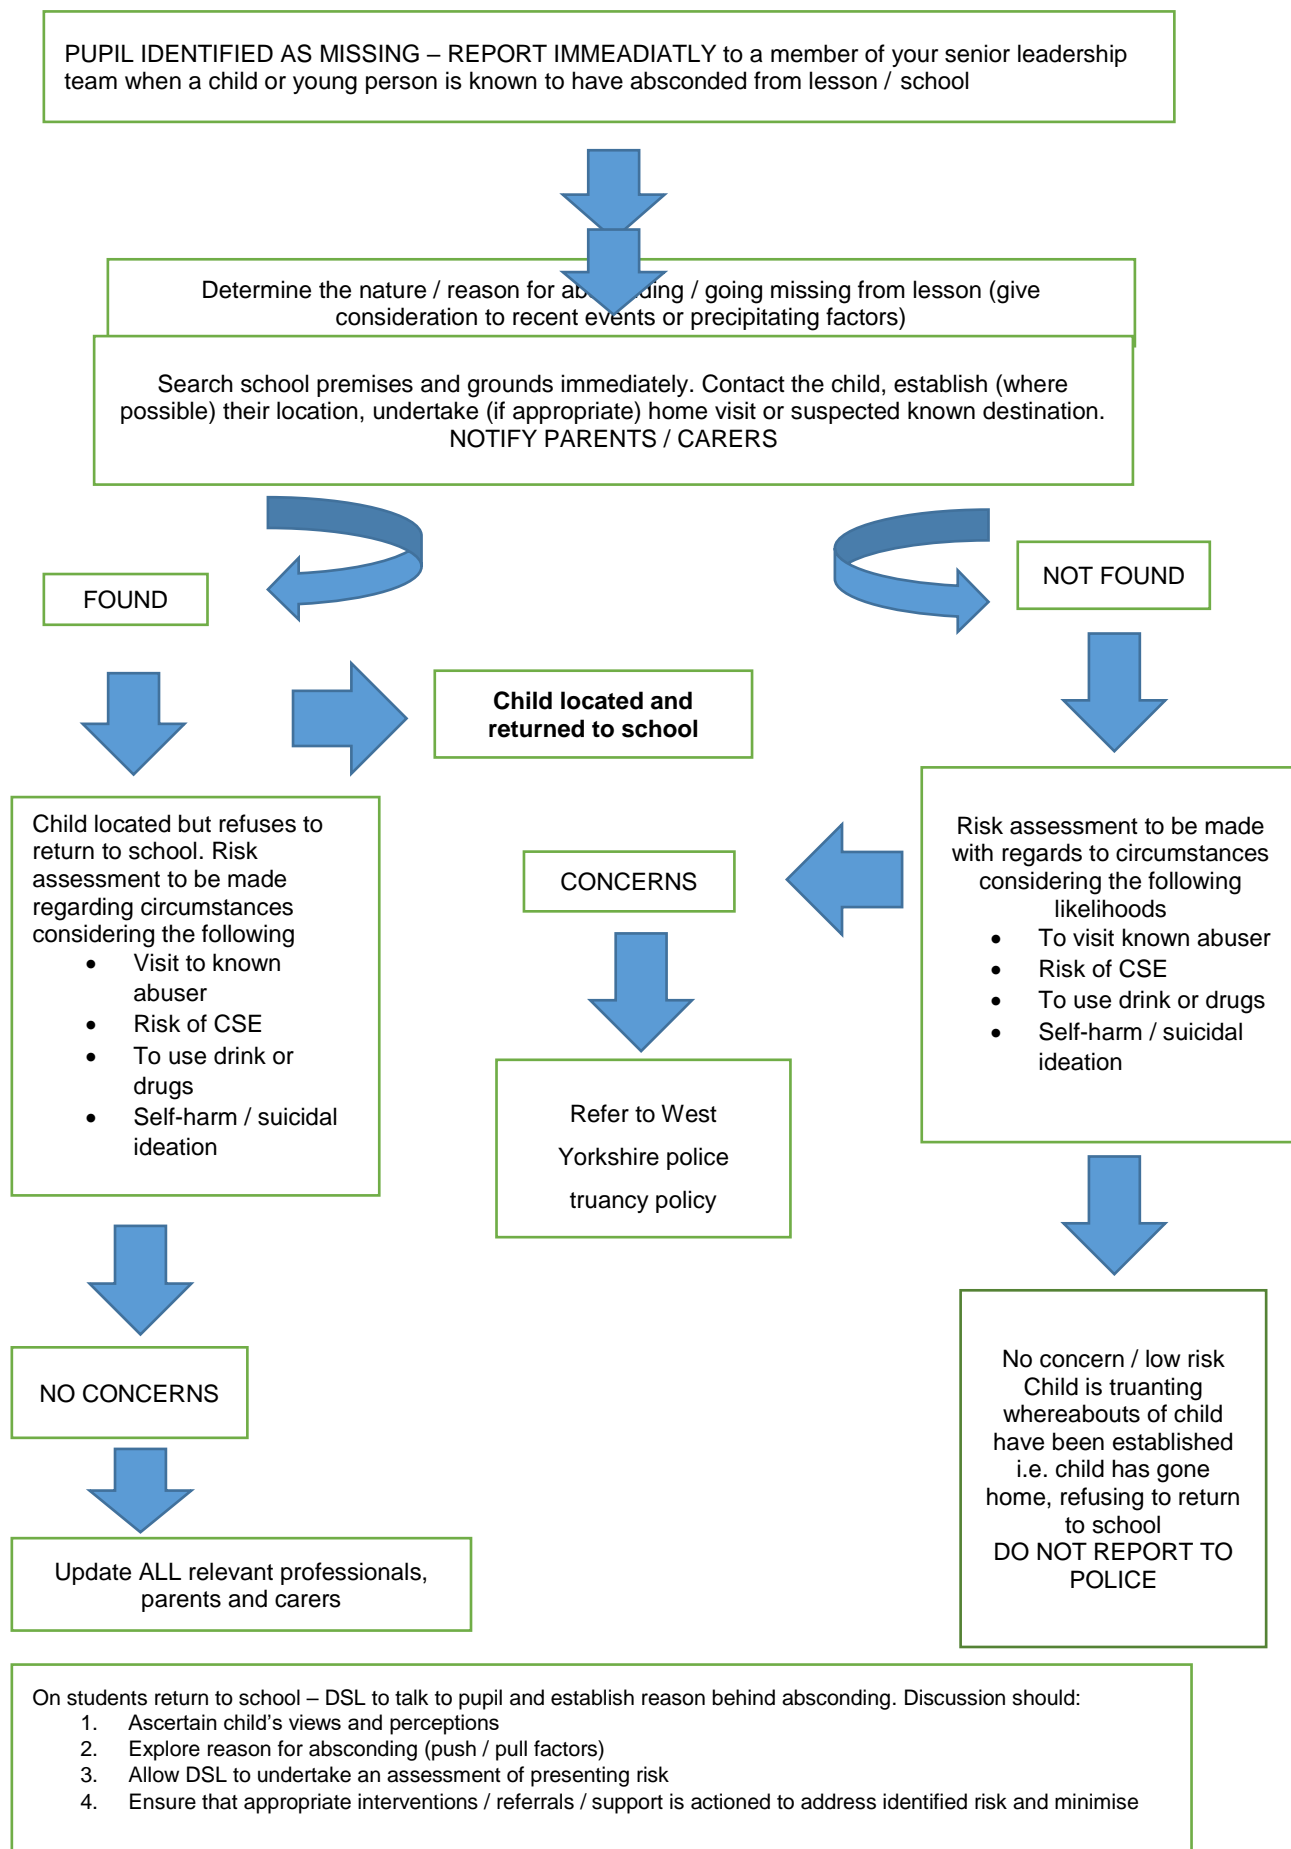 PUPIL IDENTIFIED AS MISSING – REPORT IMMEADIATLY to a member of your senior leadership
team when a child or young person is known to have absconded from lesson / school
Determine the nature / reason for ab ding / going missing from lesson (give
consideration to recent events or precipitating factors)
Search school premises and grounds immediately. Contact the child, establish (where
possible) their location, undertake (if appropriate) home visit or suspected known destination.
NOTIFY PARENTS / CARERS
FOUND
NOT FOUND
Child located and
returned to school
Child located but refuses to
return to school. Risk
assessment to be made
regarding circumstances
considering the following
• Visit to known
abuser
• Risk of CSE
• To use drink or
drugs
• Self-harm / suicidal
ideation
CONCERNS
Risk assessment to be made
with regards to circumstances
considering the following
likelihoods
• To visit known abuser
• Risk of CSE
• To use drink or drugs
• Self-harm / suicidal
ideation
Refer to West
Yorkshire police
truancy policy
NO CONCERNS
No concern / low risk
Child is truanting
whereabouts of child
have been established
i.e. child has gone
home, refusing to return
to school
DO NOT REPORT TO
POLICE
Update ALL relevant professionals,
parents and carers
On students return to school – DSL to talk to pupil and establish reason behind absconding. Discussion should:
1. Ascertain child’s views and perceptions
2. Explore reason for absconding (push / pull factors)
3. Allow DSL to undertake an assessment of presenting risk
4. Ensure that appropriate interventions / referrals / support is actioned to address identified risk and minimise